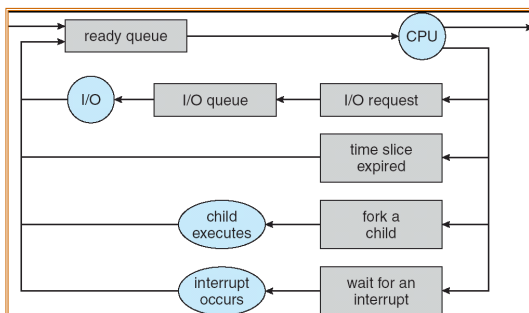 ready queue
CPU
I/O
I/O queue
I/O request
time slice
expired
child
executes
fork a
child
interrupt
occurs
wait for an
interrupt